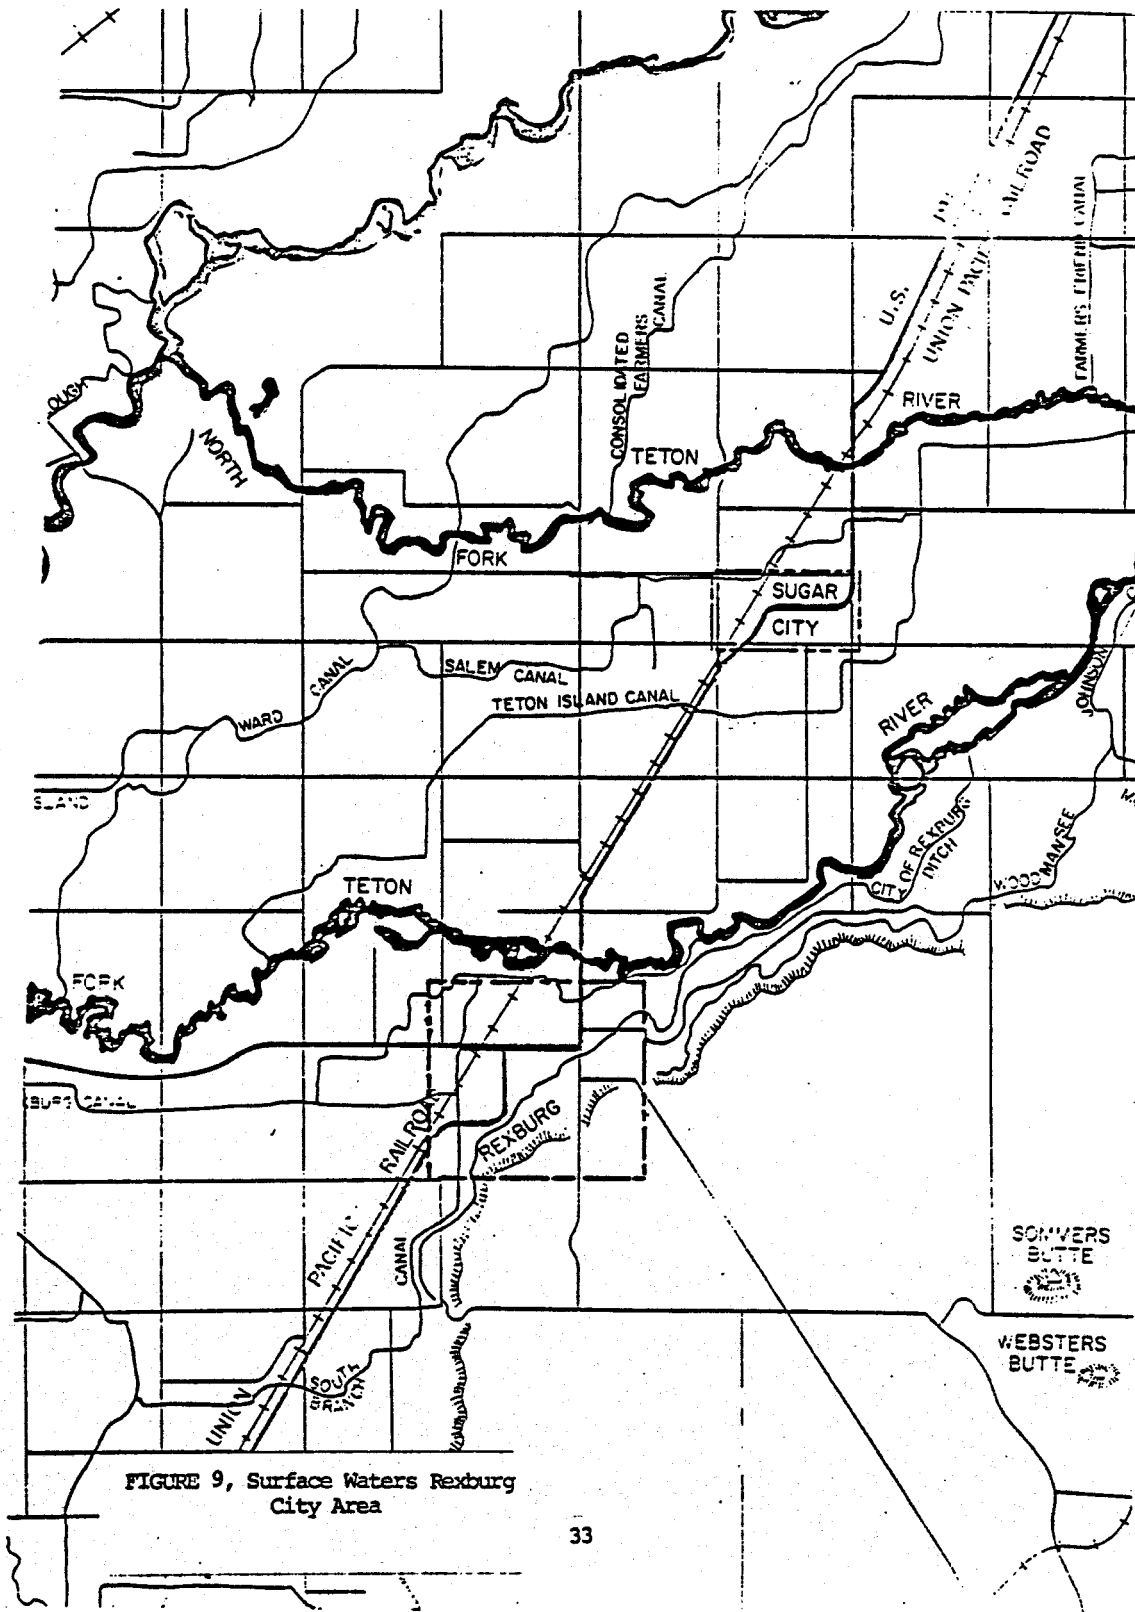 U.S.
UNION PACIFIC RAILROAD
FARMERS FRIEND CANAL
CONSOLIDATED
FARMERS
CANAL
RIVER
TETON
NORTH
FORK
SUGAR
CITY
SALEM CANAL
CANAL
WARD
TETON ISLAND CANAL
RIVER
JOHNSON
CITY OF REXBURG
DITCH
WOODMANSEE
TETON
FORK
REXBURG
RAILROAD
PACIFIC
UNION
CANAL
SOUTH
BRANCH
SOMMERS
BUTTE
WEBSTERS
BUTTE
FIGURE 9, Surface Waters Rexburg
City Area
33